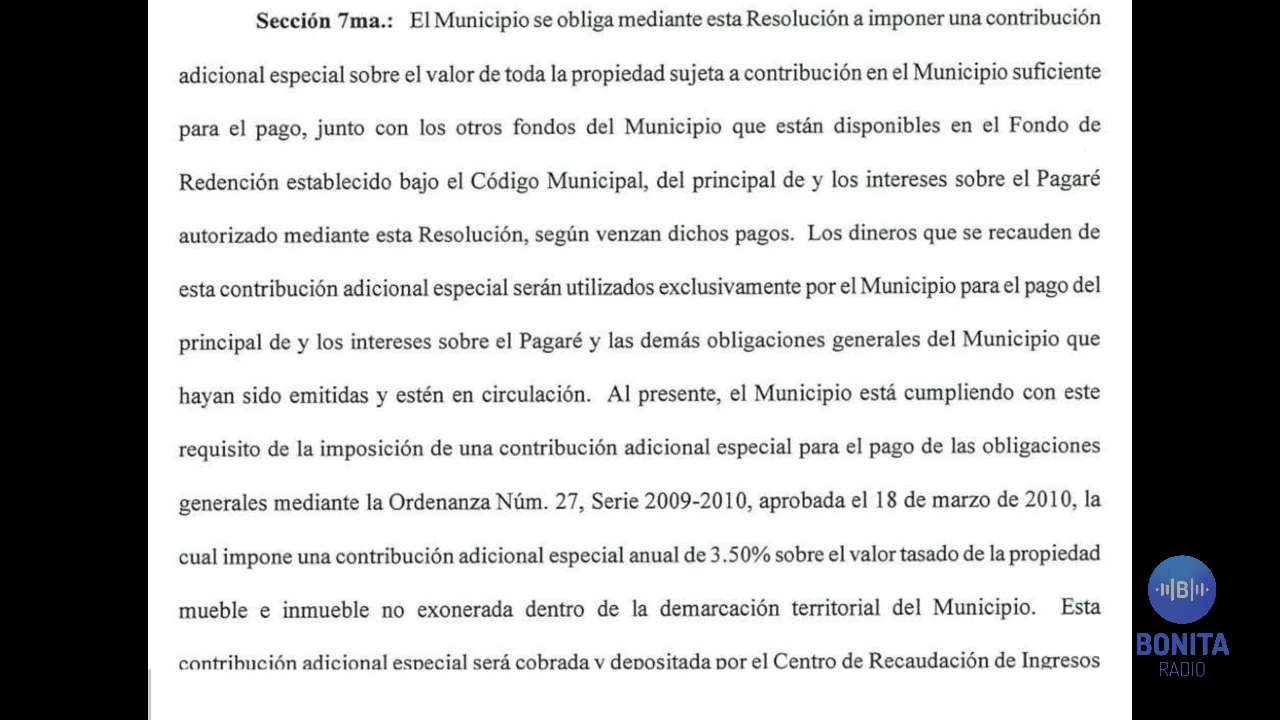 Sección 7ma.: El Municipio se obliga mediante esta Resolución a imponer una contribución
adicional especial sobre el valor de toda la propiedad sujeta a contribución en el Municipio suficiente
para el pago, junto con los otros fondos del Municipio que están disponibles en el Fondo de
Redención establecido bajo el Código Municipal, del principal de y los intereses sobre el Pagaré
autorizado mediante esta Resolución, según venzan dichos pagos. Los dineros que se recauden de
esta contribución adicional especial serán utilizados exclusivamente por el Municipio para el pago del
principal de y los intereses sobre el Pagaré y las demás obligaciones generales del Municipio que
hayan sido emitidas y estén en circulación. Al presente, el Municipio está cumpliendo con este
requisito de la imposición de una contribución adicional especial para el pago de las obligaciones
generales mediante la Ordenanza Núm. 27, Serie 2009-2010, aprobada el 18 de marzo de 2010, la
cual impone una contribución adicional especial anual de 3.50% sobre el valor tasado de la propiedad
mueble e inmueble no exonerada dentro de la demarcación territorial del Municipio. Esta
contribución adicional especial será cobrada y depositada por el Centro de Recaudación de Ingresos
B
BONITA
RADIO